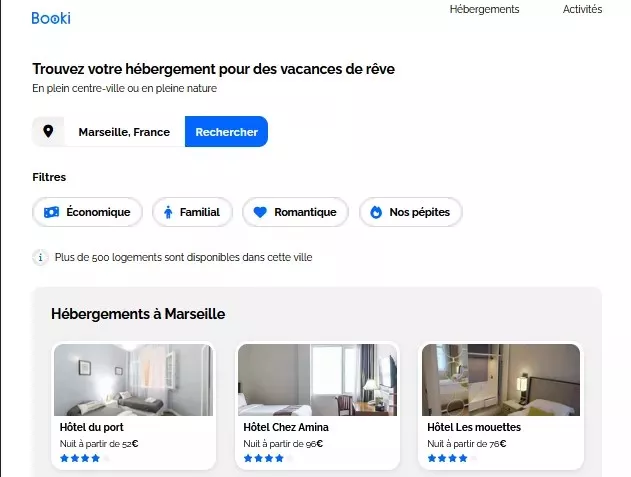 Booki
Hébergements Activités
Trouvez votre hébergement pour des vacances de rêve
En plein centre-ville ou en pleine nature
Marseille, France Rechercher
Filtres
Économique Familial Romantique Nos pépites
i Plus de 500 logements sont disponibles dans cette ville
Hébergements à Marseille
Hôtel du port Hôtel Chez Amina Hôtel Les mouettes
Nuit à partir de 52€ Nuit à partir de 96€ Nuit à partir de 76€